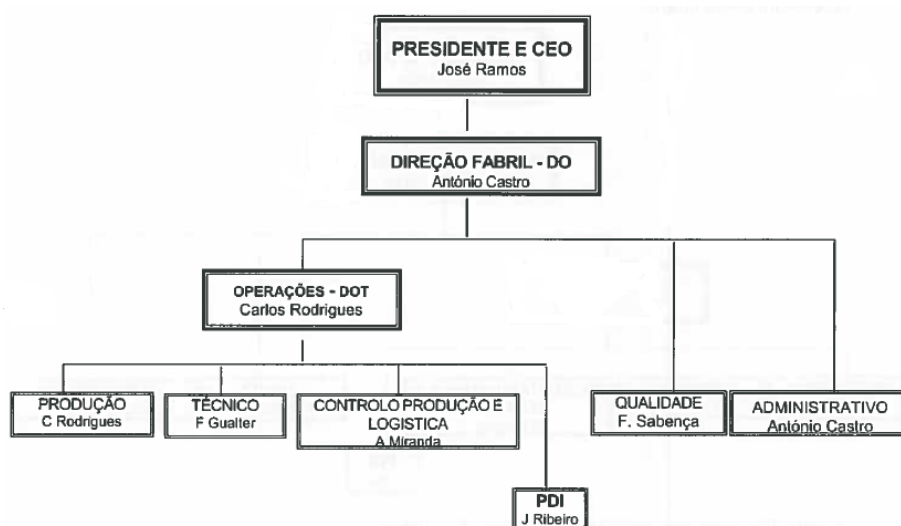 PRESIDENTE E CEO
José Ramos
DIREÇÃO FABRIL - DO
António Castro
OPERAÇÕES - DOT
Carlos Rodrigues
PRODUÇÃO
C Rodrigues
TÉCNICO
F Gualter
CONTROLO PRODUÇÃO E
LOGISTICA
A Miranda
QUALIDADE
F. Sabença
ADMINISTRATIVO
António Castro
PDI
J Ribeiro